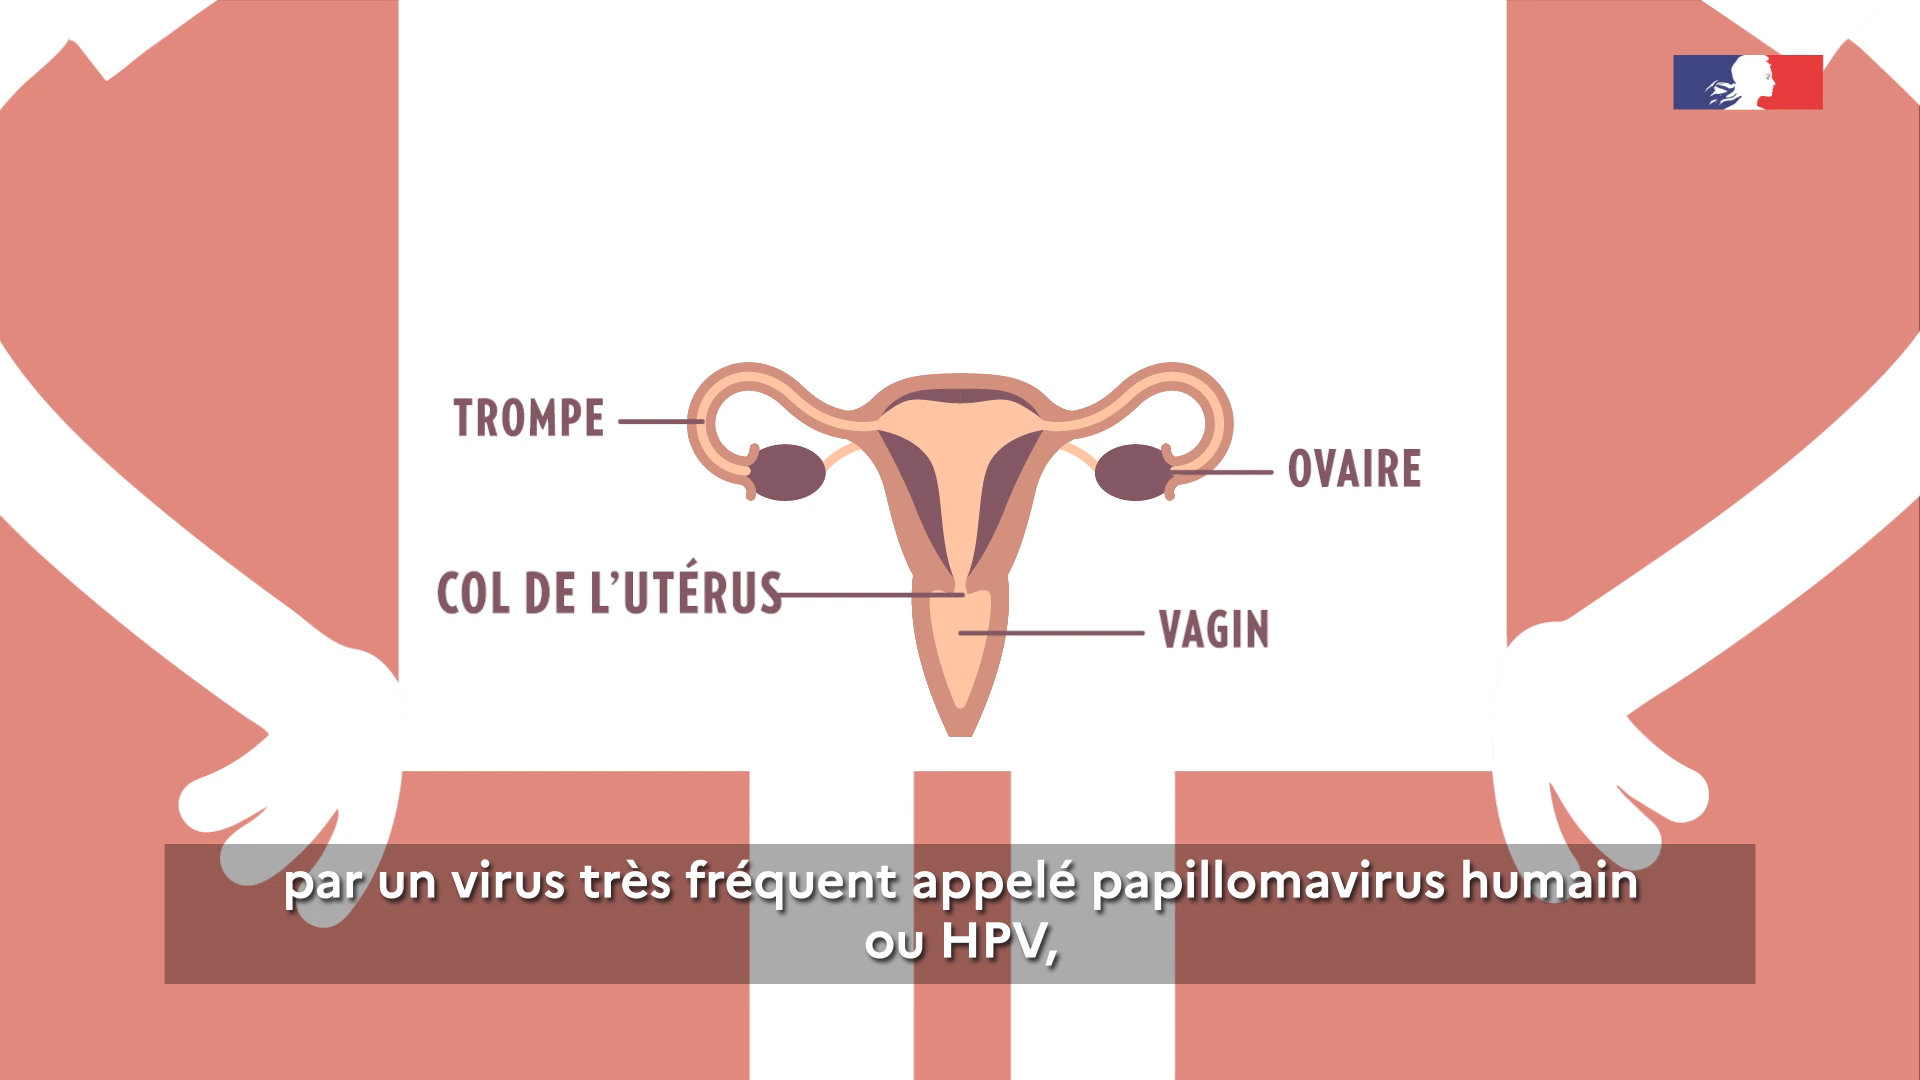 TROMPE
OVAIRE
COL DE L'UTÉRUS
VAGIN
par un virus très fréquent appelé papillomavirus humain
ou HPV,